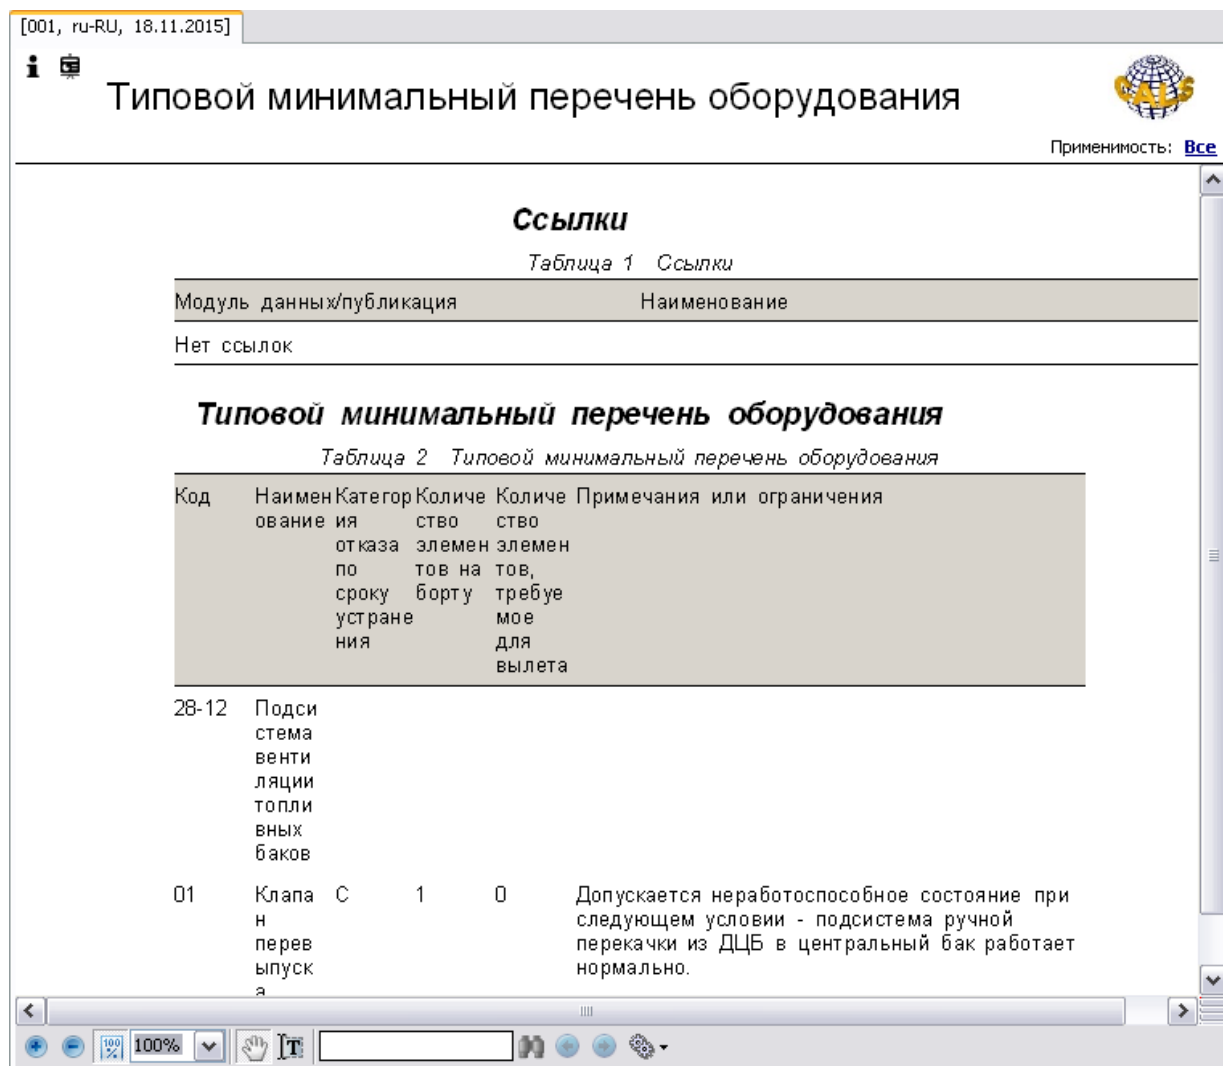 [001, ru-RU, 18.11.2015]
Типовой минимальный перечень оборудования
CALS
Применимость: Все
Ссылки
Таблица 1 Ссылки
Модуль данных/публикация Наименование
Нет ссылок
Типовой минимальный перечень оборудования
Таблица 2 Типовой минимальный перечень оборудования
Код Наимен Категор Количе Количе Примечания или ограничения
ование ия ство ство
отказа элемен элемен
по тов на тов,
сроку борту требуе
устране мое
ния для
вылета
28-12 Подси
стема
венти
ляции
топли
вных
баков
01 Клапа С 1 0 Допускается неработоспособное состояние при
н следующем условии - подсистема ручной
перев перекачки из ДЦБ в центральный бак работает
ыпуск нормально.
а
100%